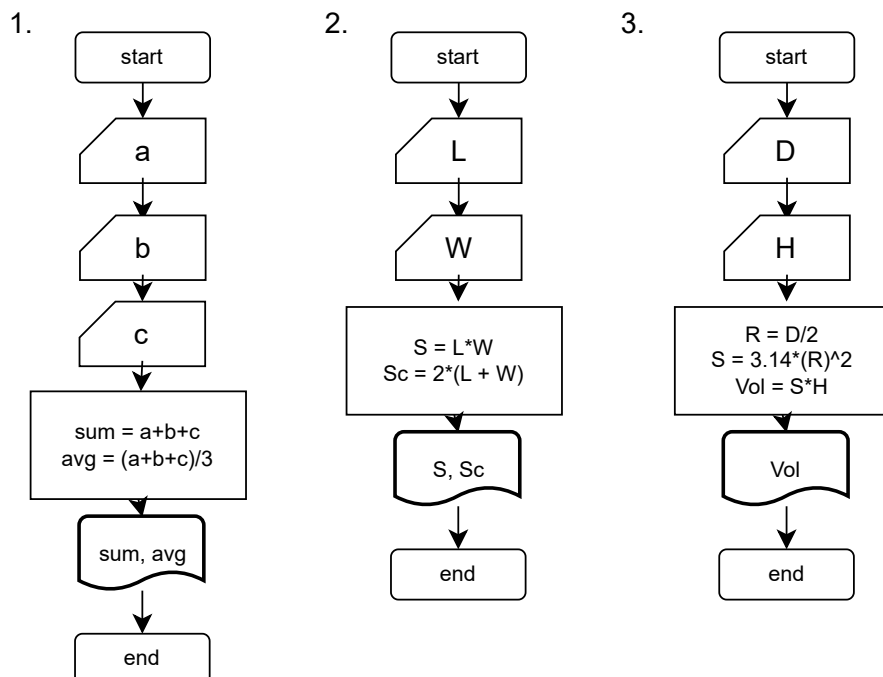 1.
start
a
b
c
sum = a+b+c
avg = (a+b+c)/3
sum, avg
end
2.
start
L
W
S = L*W
Sc = 2*(L + W)
S, Sc
end
3.
start
D
H
R = D/2
S = 3.14*(R)^2
Vol = S*H
Vol
end